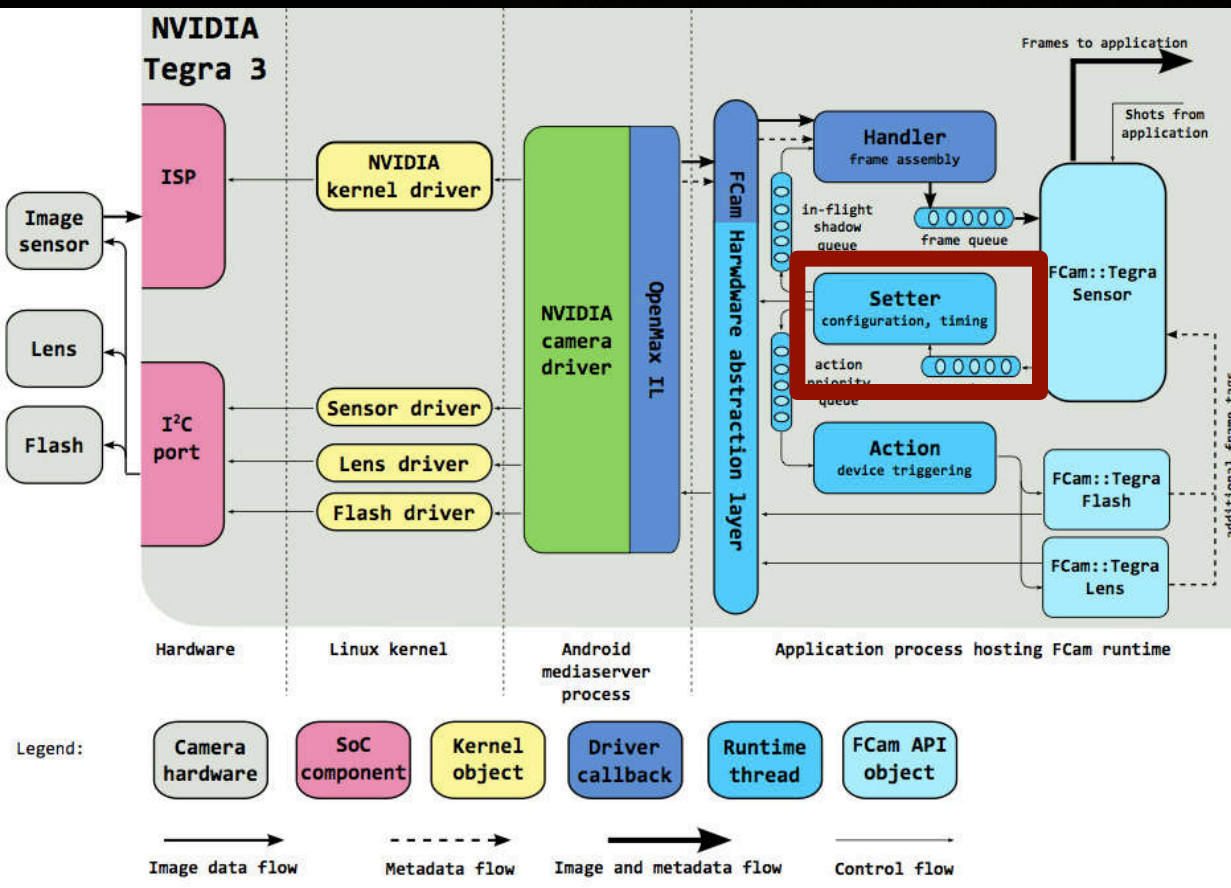 NVIDIA
Tegra 3
Frames to application
Shots from
application
Image
sensor
Lens
Flash
ISP
I²C
port
NVIDIA
kernel driver
Sensor driver
Lens driver
Flash driver
NVIDIA
camera
driver
OpenMax IL
FCam Harwdware abstraction layer
Handler
frame assembly
in-flight
shadow
queue
frame queue
Setter
configuration, timing
action
priority
queue
Action
device triggering
FCam::Tegra
Sensor
FCam::Tegra
Flash
FCam::Tegra
Lens
additional frame tags
Hardware
Linux kernel
Android
mediaserver
process
Application process hosting FCam runtime
Legend:
Camera
hardware
SoC
component
Kernel
object
Driver
callback
Runtime
thread
FCam API
object
Image data flow
Metadata flow
Image and metadata flow
Control flow